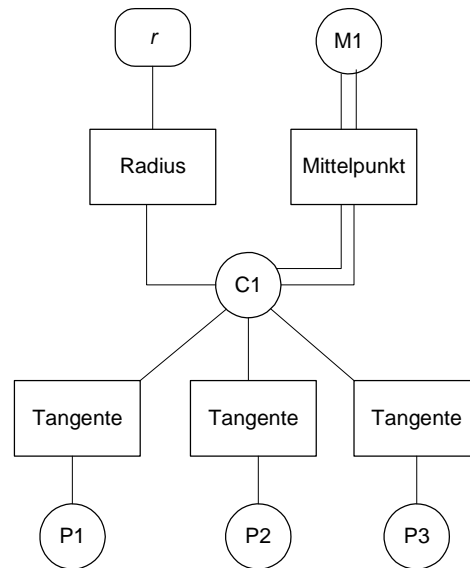 r
M1
Radius
Mittelpunkt
C1
Tangente
Tangente
Tangente
P1
P2
P3